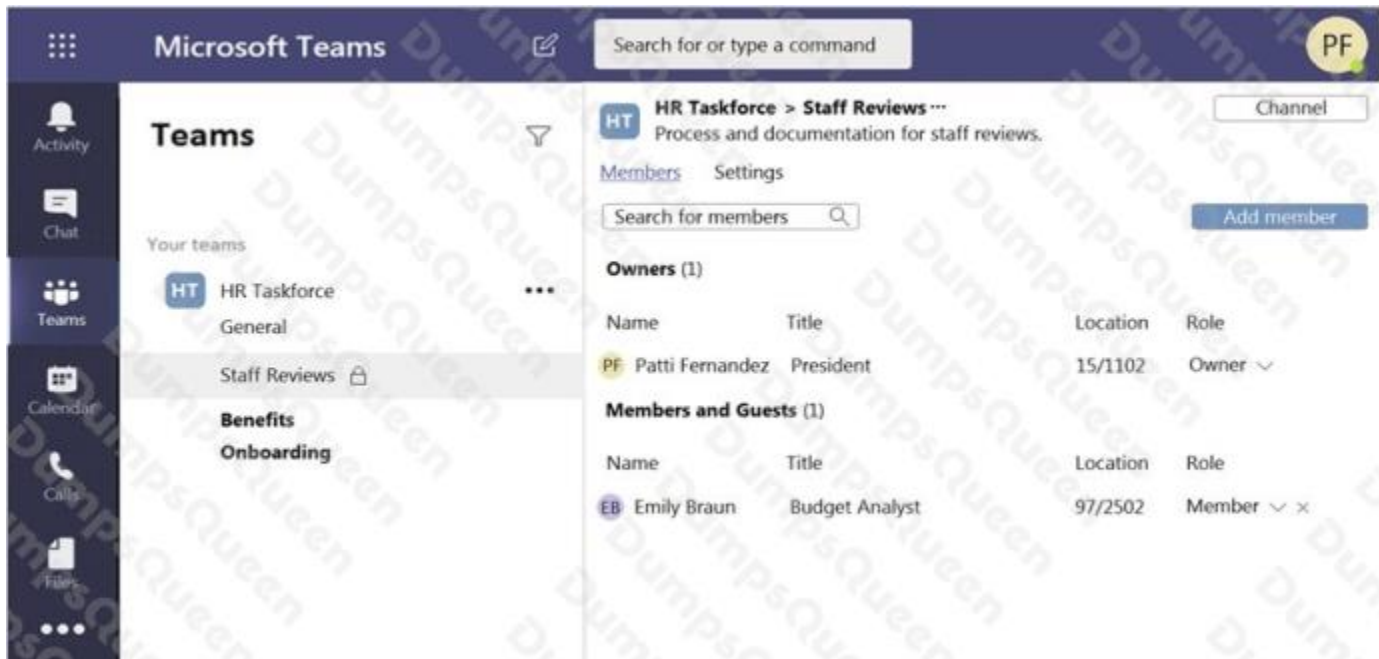 Microsoft Teams
Search for or type a command
PF
Activity
Chat
Teams
Calendar
Calls
Files
Teams
Your teams
HT HR Taskforce
General
Staff Reviews
Benefits
Onboarding
HT HR Taskforce > Staff Reviews ···
Process and documentation for staff reviews.
Channel
Members Settings
Search for members
Add member
Owners (1)
Name Title Location Role
PF Patti Fernandez President 15/1102 Owner
Members and Guests (1)
Name Title Location Role
EB Emily Braun Budget Analyst 97/2502 Member ×
DumpsQueen